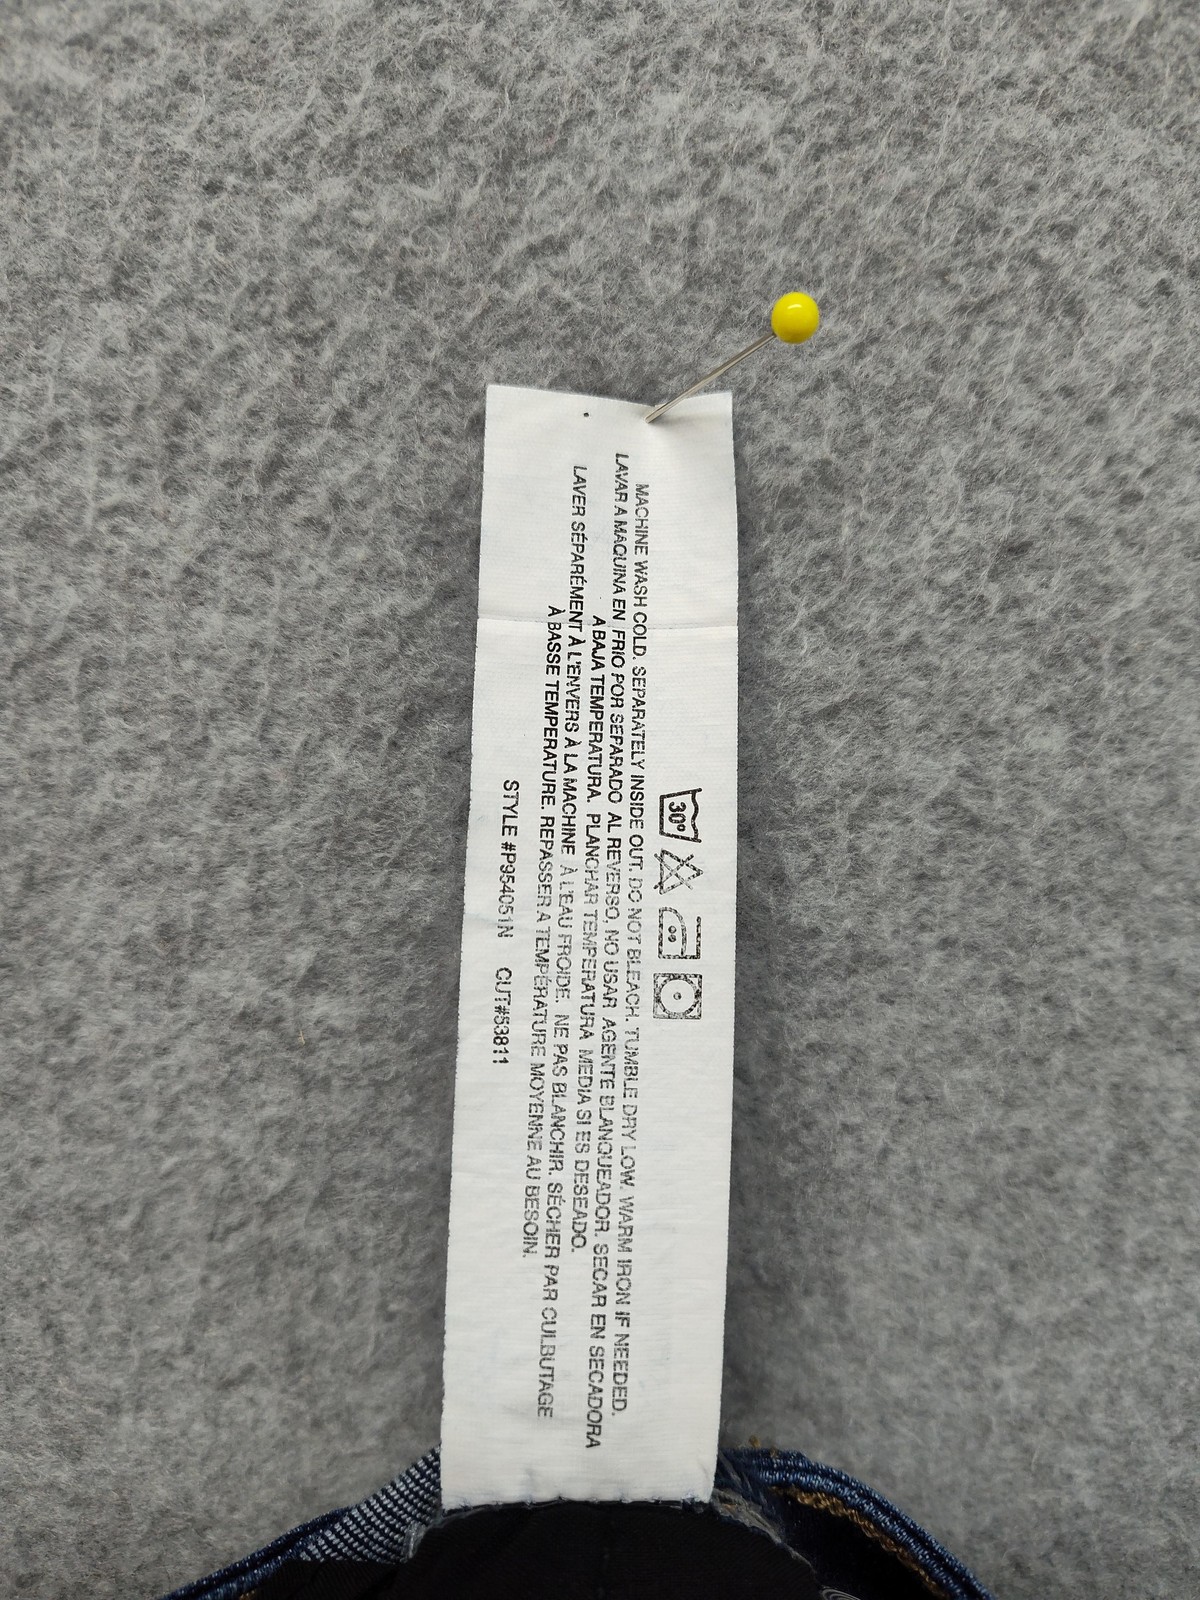 30°
MACHINE WASH COLD. SEPARATELY INSIDE OUT. DO NOT BLEACH. TUMBLE DRY LOW. WARM IRON IF NEEDED.
LAVAR A MAQUINA EN FRIO POR SEPARADO AL REVERSO, NO USAR AGENTE BLANQUEADOR. SECAR EN SECADORA
A BAJA TEMPERATURA. PLANCHAR TEMPERATURA MEDIA SI ES DESEADO.
LAVER SÉPARÉMENT À L'ENVERS À LA MACHINE À L'EAU FROIDE. NE PAS BLANCHIR. SÉCHER PAR CULBUTAGE
À BASSE TEMPERATURE. REPASSER A TEMPÉRATURE MOYENNE AU BESOIN.
STYLE #P954051N CUT#53811